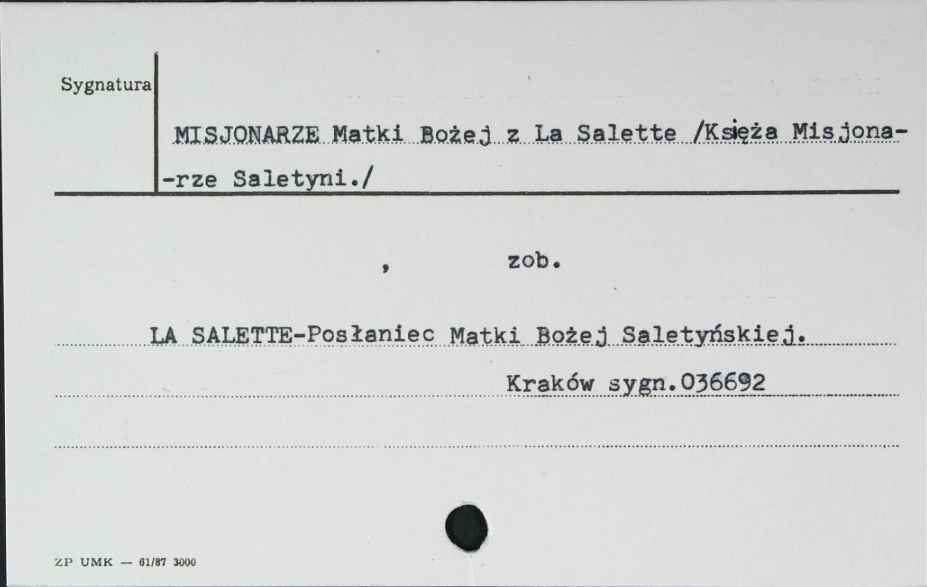 Sygnatura
MISJONARZE Matki Bożej z La Salette /Księża Misjona-
-rze Saletyni./
, zob.
LA SALETTE-Posłaniec Matki Bożej Saletyńskiej.
Kraków sygn.036692
ZP UMK — 61/87 3000